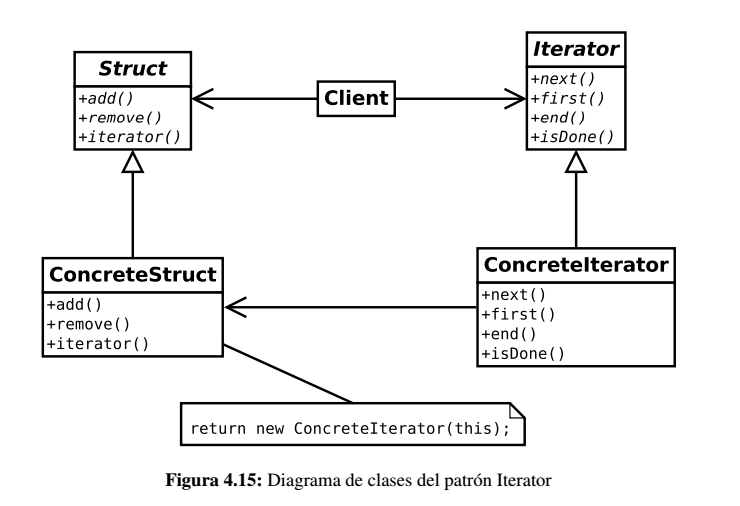 Struct
+add()
+remove()
+iterator()
Client
Iterator
+next()
+first()
+end()
+isDone()
ConcreteStruct
+add()
+remove()
+iterator()
ConcreteIterator
+next()
+first()
+end()
+isDone()
return new ConcreteIterator(this);
Figura 4.15: Diagrama de clases del patrón Iterator